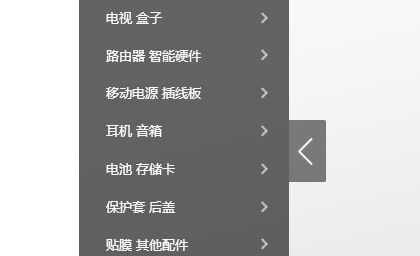 电视 盒子
路由器 智能硬件
移动电源 插线板
耳机 音箱
电池 存储卡
保护套 后盖
贴膜 其他配件